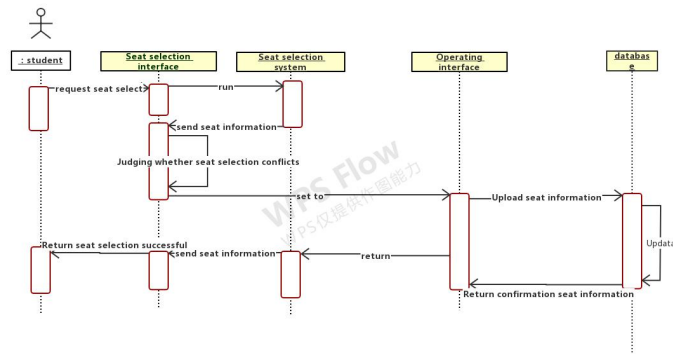 : student
Seat selection
interface
Seat selection
system
Operating
interface
databas
e
request seat select
run
send seat information
Judging whether seat selection conflicts
set to
Upload seat information
Updata
Return seat selection successful
send seat information
return
Return confirmation seat information
WPS Flow
WPS仅提供作图能力